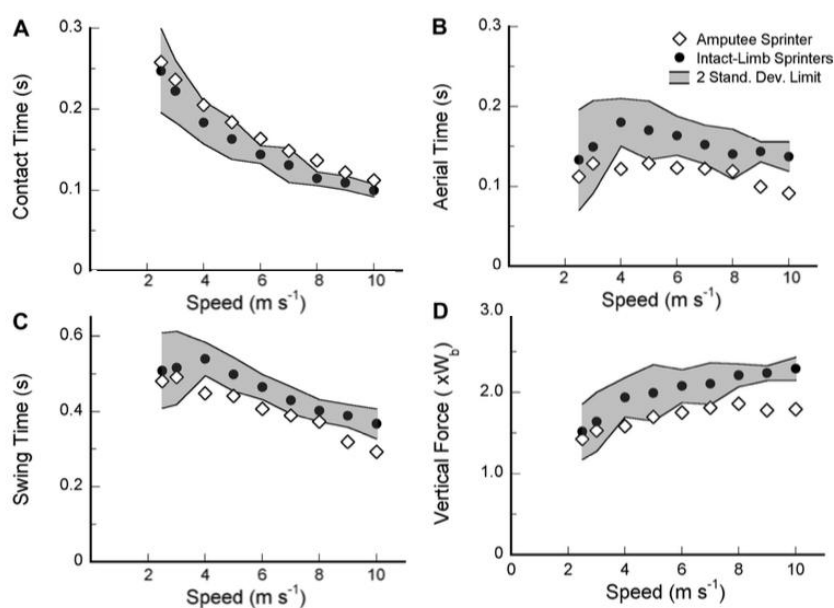 A
0.3
0.2
0.1
0
Contact Time (s)
2 4 6 8 10
Speed (m s⁻¹)
B
0.3
0.2
0.1
0
Aerial Time (s)
Amputee Sprinter
Intact-Limb Sprinters
2 Stand. Dev. Limit
2 4 6 8 10
Speed (m s⁻¹)
C
0.6
0.4
0.2
0
Swing Time (s)
2 4 6 8 10
Speed (m s⁻¹)
D
3.0
2.0
1.0
0
Vertical Force ( xW_b)
0 2 4 6 8 10
Speed (m s⁻¹)